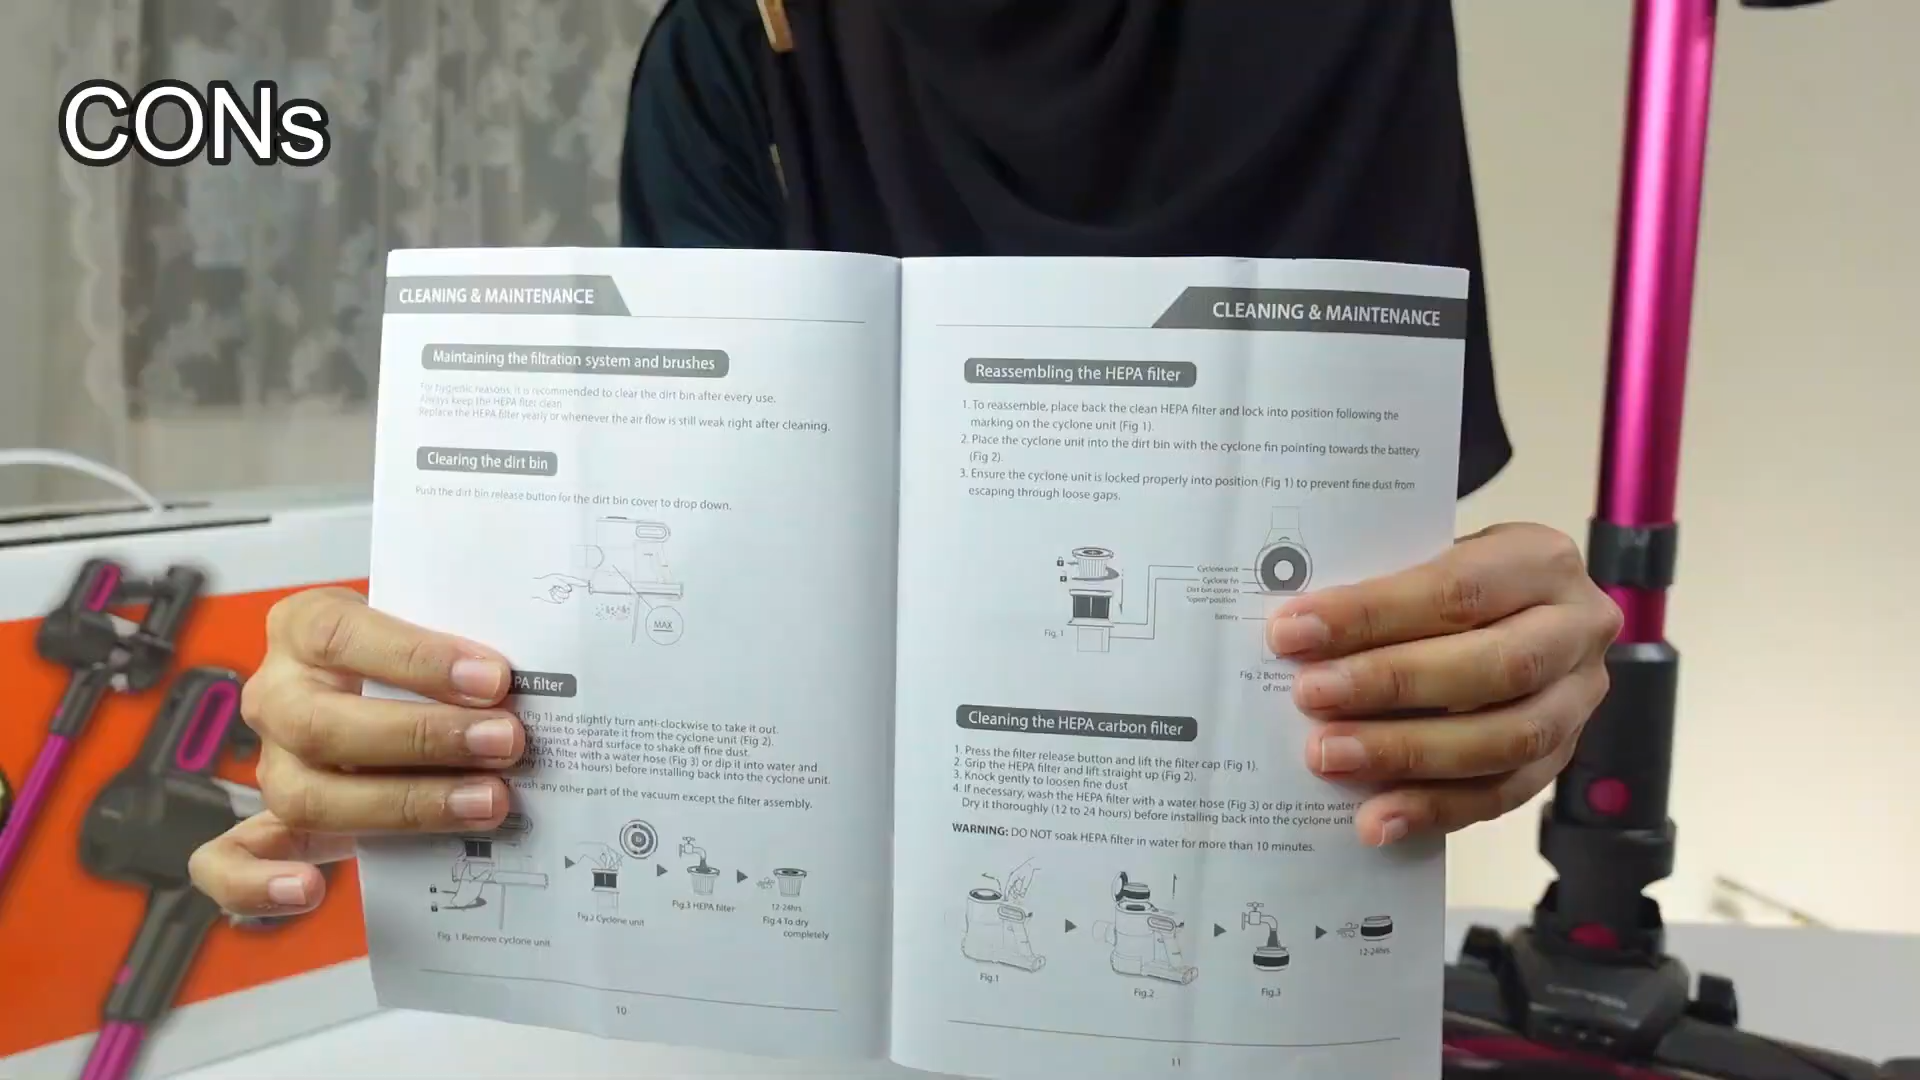 CONs
CLEANING & MAINTENANCE
Maintaining the filtration system and brushes
For hygienic reasons, it is recommended to clear the dirt bin after every use.
Always keep the HEPA filter clean
Replace the HEPA filter yearly or whenever the air flow is still weak right after cleaning.
Clearing the dirt bin
Push the dirt bin release button for the dirt bin cover to drop down.
MAX
PA filter
(Fig 1) and slightly turn anti-clockwise to take it out.
ockwise to separate it from the cyclone unit (Fig 2).
against a hard surface to shake off fine dust.
HEPA filter with a water hose (Fig 3) or dip it into water and
(12 to 24 hours) before installing back into the cyclone unit.
wash any other part of the vacuum except the filter assembly.
Fig. 1 Remove cyclone unit
Fig.2 Cyclone unit
Fig.3 HEPA filter
12-24hrs
Fig.4 To dry
completely
10
CLEANING & MAINTENANCE
Reassembling the HEPA filter
1. To reassemble, place back the clean HEPA filter and lock into position following the
marking on the cyclone unit (Fig 1).
2. Place the cyclone unit into the dirt bin with the cyclone fin pointing towards the battery
(Fig 2).
3. Ensure the cyclone unit is locked properly into position (Fig 1) to prevent fine dust from
escaping through loose gaps.
Cyclone unit
Cyclone fin
Dirt bin cover in
"open" position
Battery
Fig. 1
Fig. 2 Bottom
of mai
Cleaning the HEPA carbon filter
1. Press the filter release button and lift the filter cap (Fig 1).
2. Grip the HEPA filter and lift straight up (Fig 2).
3. Knock gently to loosen fine dust
4. If necessary, wash the HEPA filter with a water hose (Fig 3) or dip it into water
Dry it thoroughly (12 to 24 hours) before installing back into the cyclone unit
WARNING: DO NOT soak HEPA filter in water for more than 10 minutes.
Fig.1
Fig.2
Fig.3
12-24hrs
11